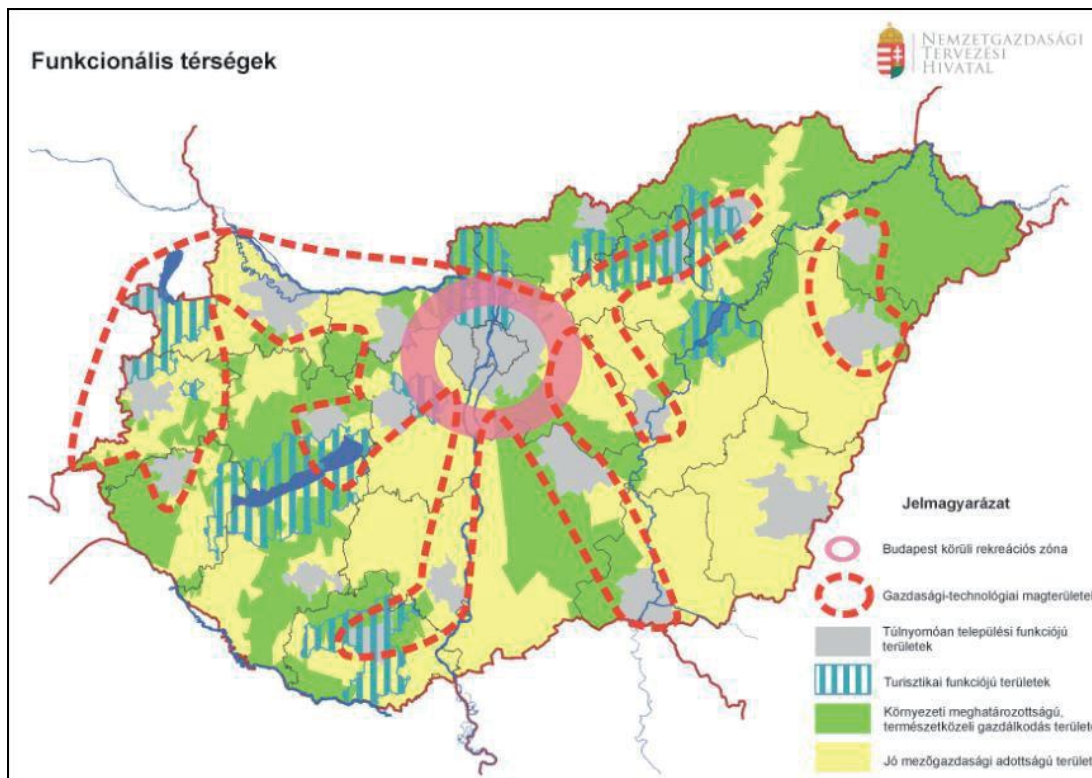 Funkcionális térségek
NEMZETGAZDASÁGI
TERVEZÉSI
HIVATAL
Jelmagyarázat
Budapest körüli rekreációs zóna
Gazdasági-technológiai magterületek
Túlnyomóan települési funkciójú
területek
Turisztikai funkciójú területek
Környezeti meghatározottságú,
természetközeli gazdálkodás területe
Jó mezőgazdasági adottságú terület